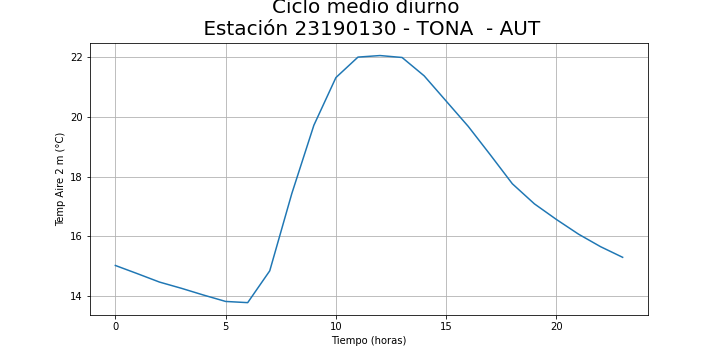 Ciclo medio diurno
Estación 23190130 - TONA  - AUT
22
20
18
16
14
Temp Aire 2 m (°C)
0
5
10
15
20
Tiempo (horas)